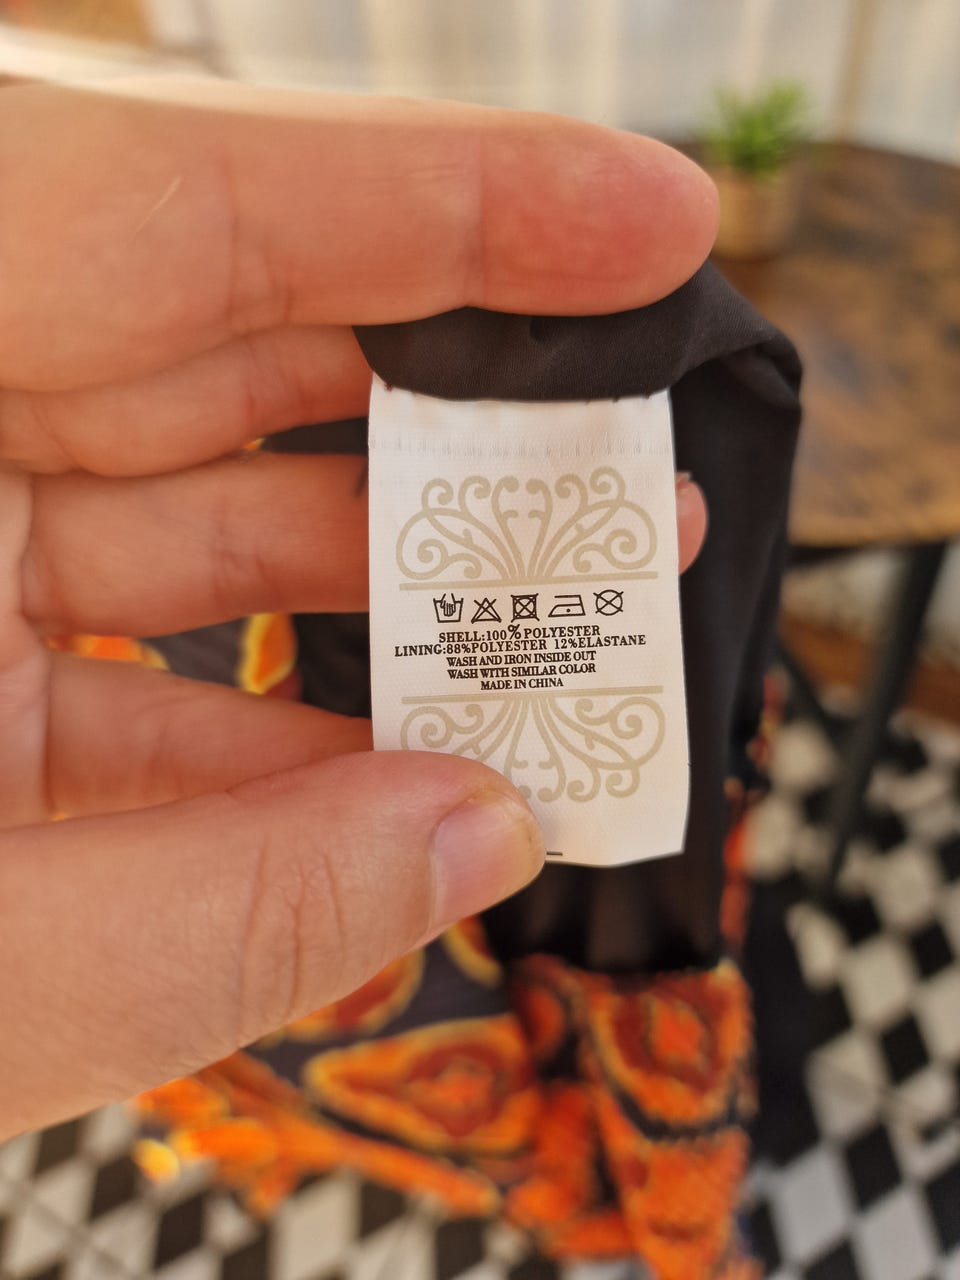 SHELL:100% POLYESTER
LINING:88%POLYESTER 12%ELASTANE
WASH AND IRON INSIDE OUT
WASH WITH SIMILAR COLOR
MADE IN CHINA